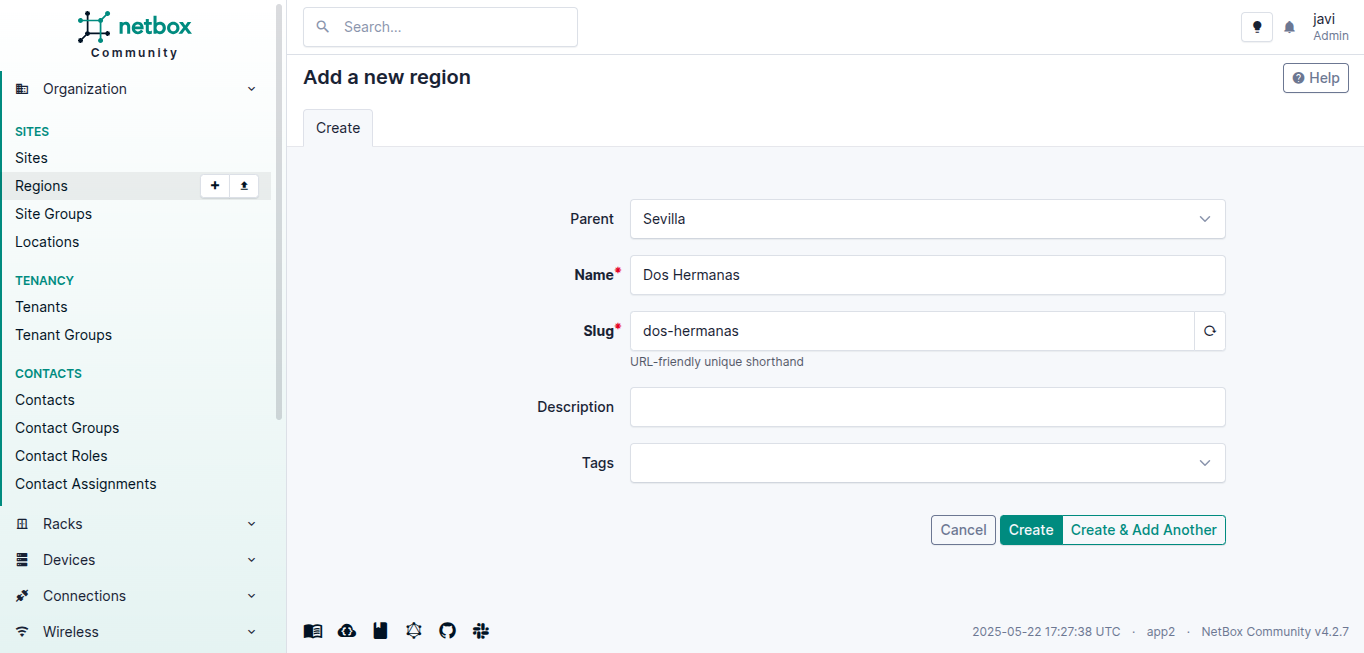 netbox
Community
Search...
javi
Admin
Organization
SITES
Sites
Regions
Site Groups
Locations
TENANCY
Tenants
Tenant Groups
CONTACTS
Contacts
Contact Groups
Contact Roles
Contact Assignments
Racks
Devices
Connections
Wireless
Add a new region
Help
Create
Parent
Sevilla
Name*
Dos Hermanas
Slug*
dos-hermanas
URL-friendly unique shorthand
Description
Tags
Cancel Create Create & Add Another
2025-05-22 17:27:38 UTC · app2 · NetBox Community v4.2.7